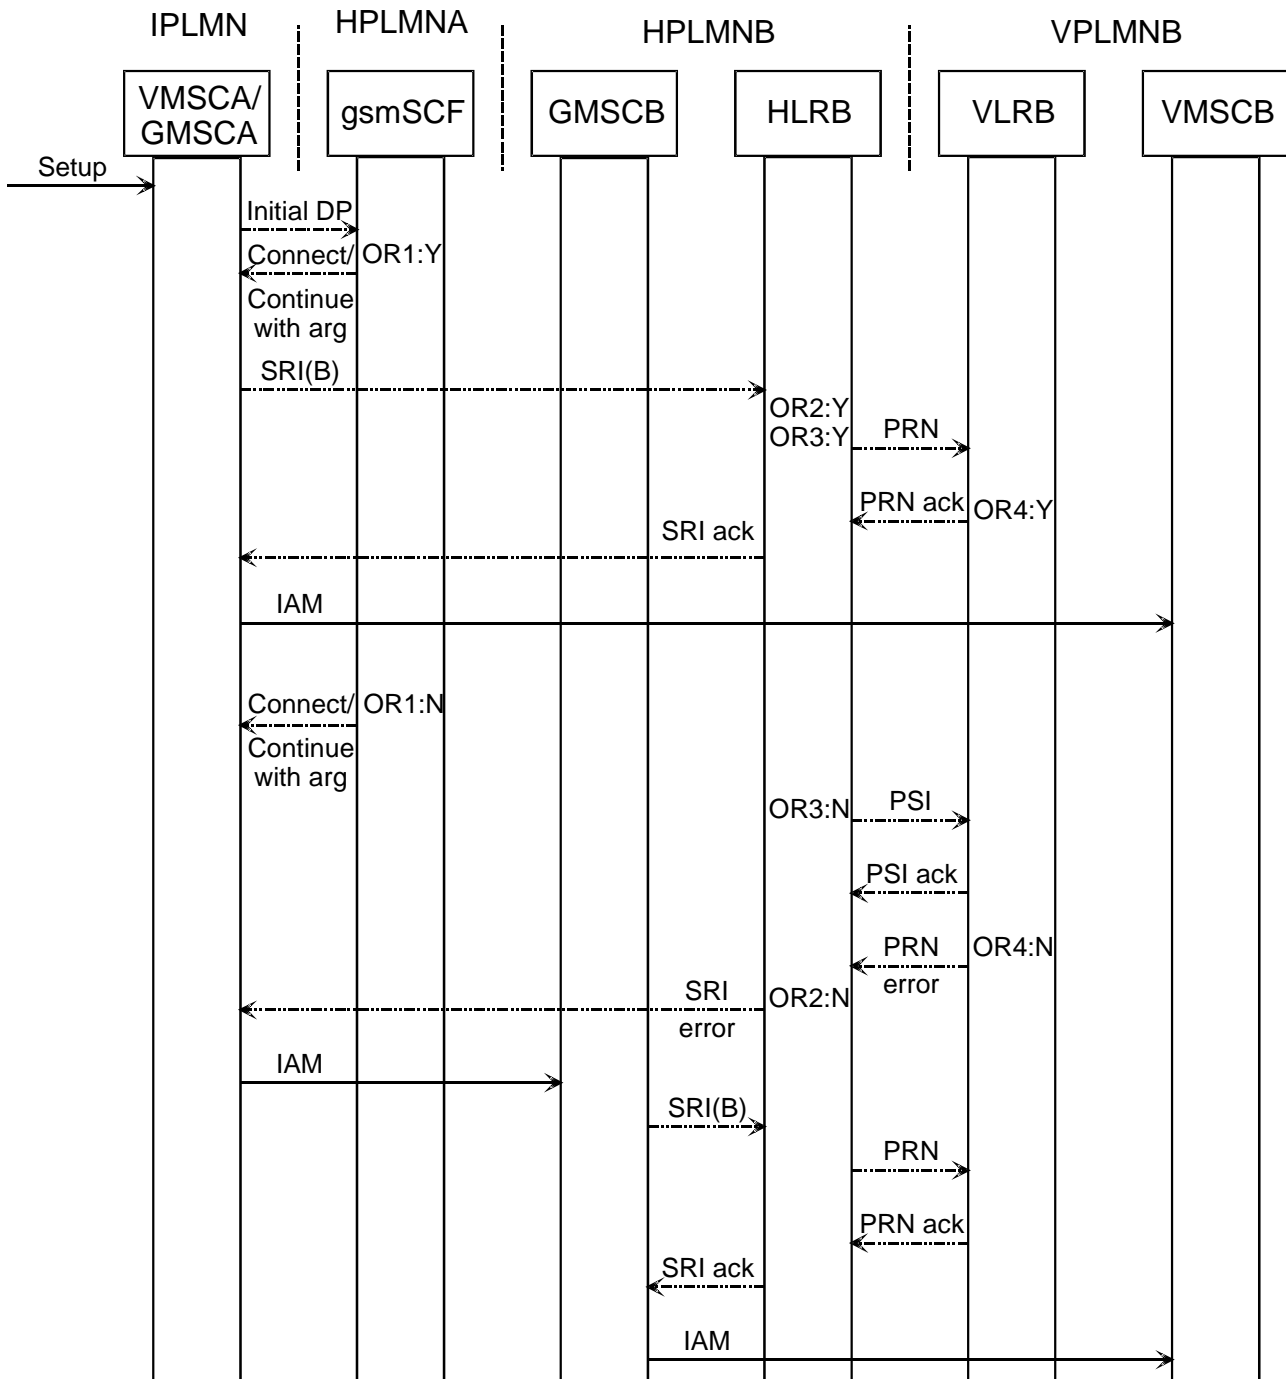 IPLMN
HPLMNA
HPLMNB
VPLMNB
VMSCA/
GMSCA
gsmSCF
GMSCB
HLRB
VLRB
VMSCB
Setup
Initial DP
Connect/
OR1:Y
Continue
with arg
SRI(B)
OR2:Y
OR3:Y
PRN
PRN ack
OR4:Y
SRI ack
IAM
Connect/
OR1:N
Continue
with arg
OR3:N
PSI
PSI ack
PRN
OR4:N
error
SRI
OR2:N
error
IAM
SRI(B)
PRN
PRN ack
SRI ack
IAM